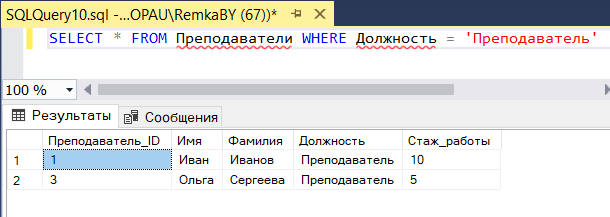 SQLQuery10.sql -...OPAU\RemkaBY (67))*
SELECT * FROM Преподаватели WHERE Должность = 'Преподаватель'
100 %
Результаты Сообщения
Преподаватель_ID Имя Фамилия Должность Стаж_работы
1 1 Иван Иванов Преподаватель 10
2 3 Ольга Сергеева Преподаватель 5